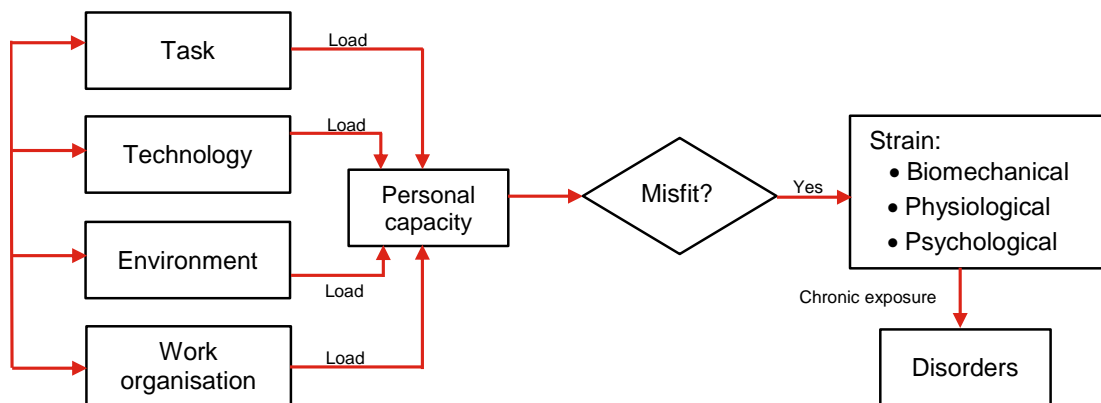 Task
Load
Technology
Load
Environment
Load
Work
organisation
Load
Personal
capacity
Misfit?
Yes
Strain:
• Biomechanical
• Physiological
• Psychological
Chronic exposure
Disorders